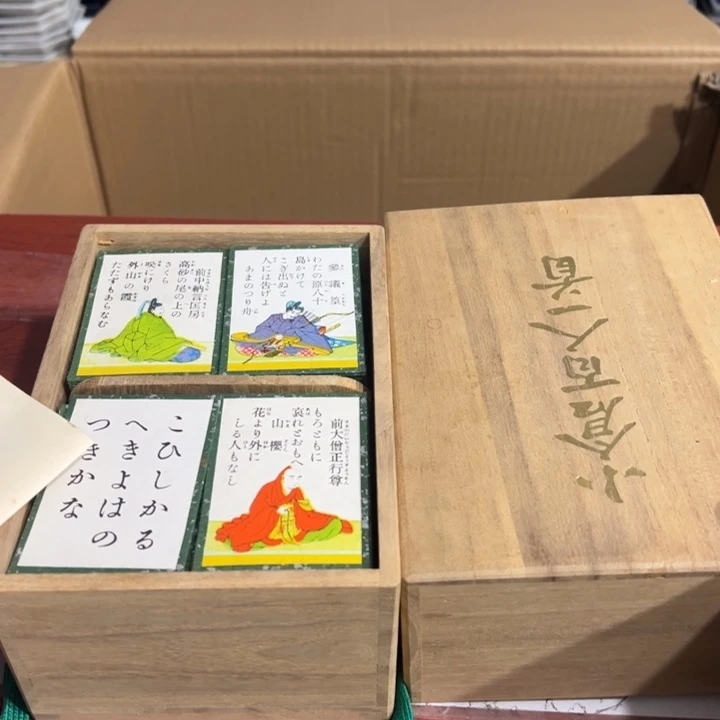 前中納言匡房
高砂の尾の上の
さくら
咲にけり
外山の霞
たたずもあらなむ
參議篁
わたの原八十
島かけて
こぎ出ぬと
人には告げよ
あまのつり舟
こひしかる
へきよはの
つきかな
前大僧正行尊
もろともに
哀れとおもへ
山櫻
花より外に
しる人もなし
小倉百人一首